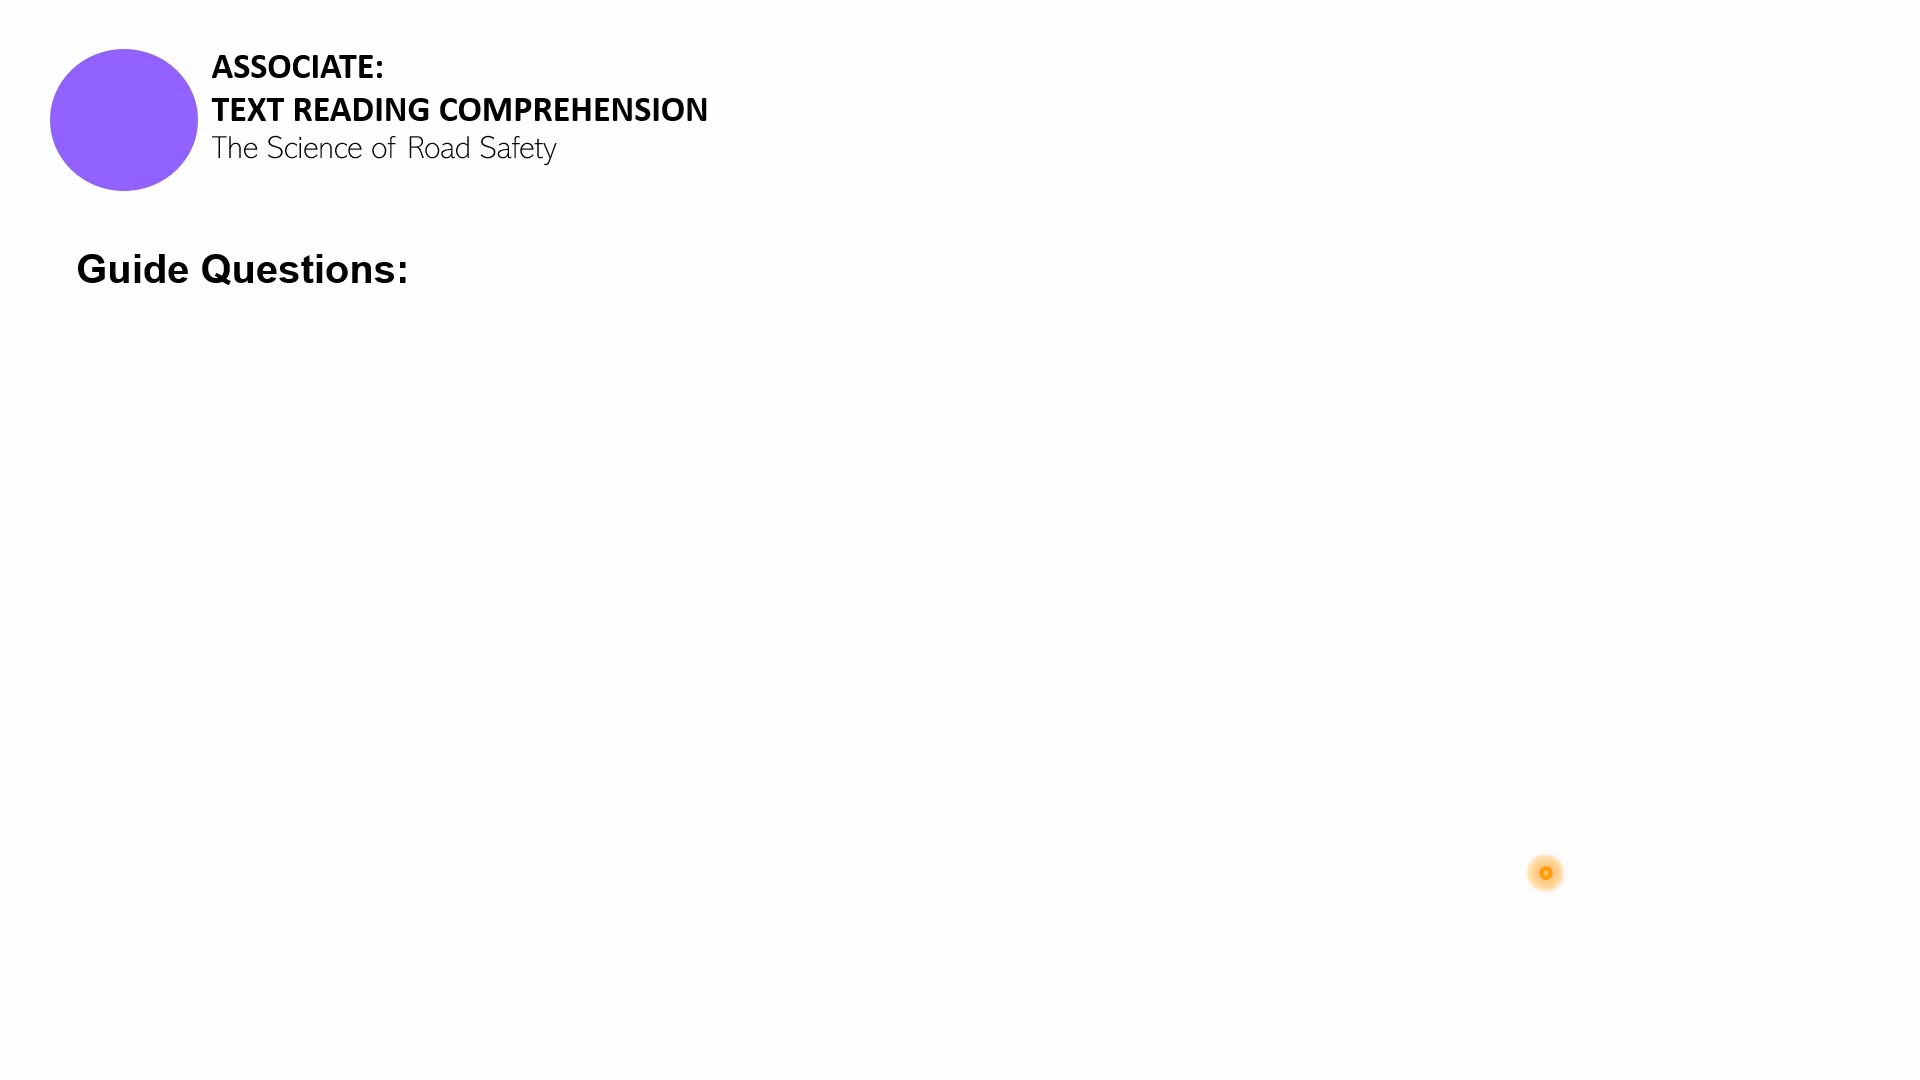 ASSOCIATE:
TEXT READING COMPREHENSION
The Science of Road Safety
Guide Questions: